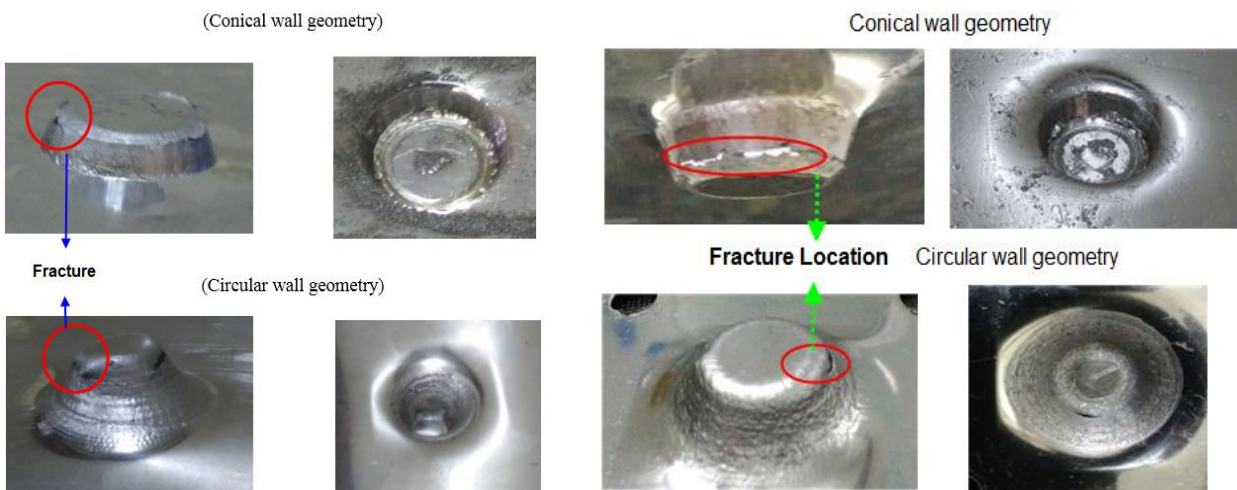 (Conical wall geometry)
Conical wall geometry
Fracture
(Circular wall geometry)
Fracture Location
Circular wall geometry